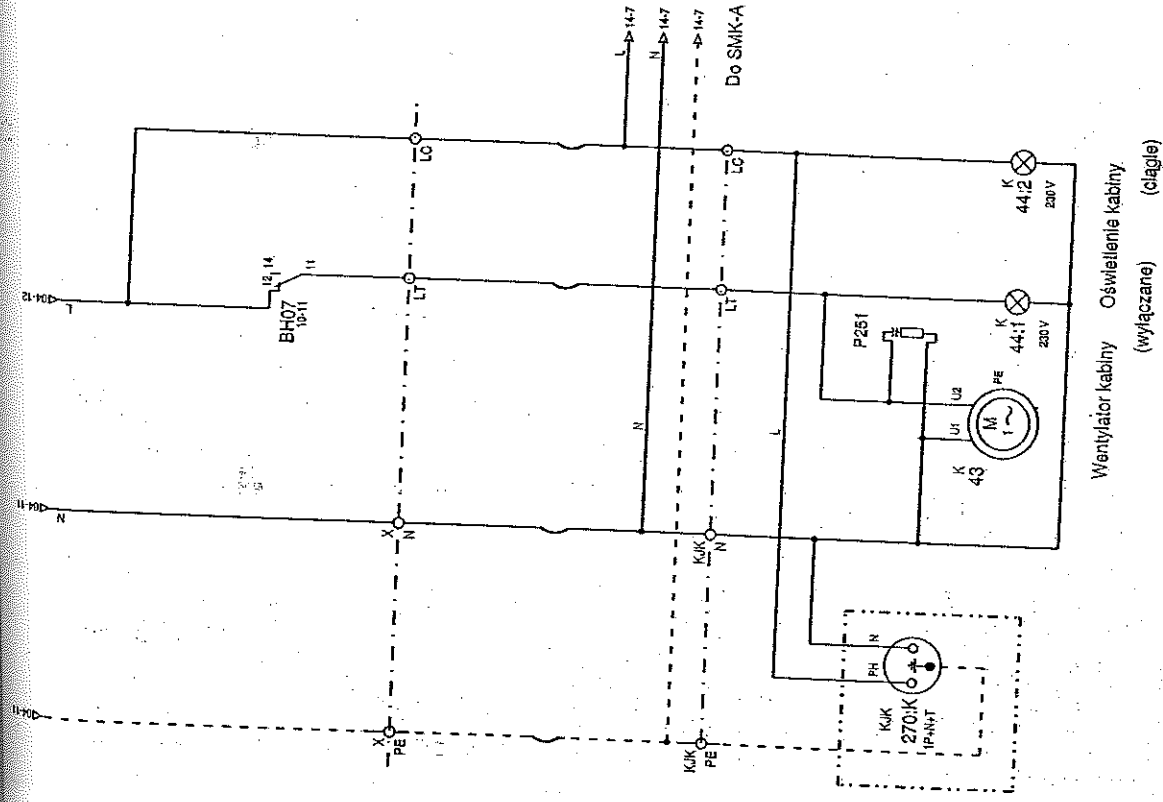 14-7
14-7
14-7
L
N
Do SMK-A
04-12
L
12 14
11
BH07
10-11
LC
LT
LC
LT
04-11
N
X
N
N
KJK
N
L
P251
K
44:2
230V
K
44:1
230V
PE
U2
U1
M
1~
K
43
04-11
X
PE
KJK
PE
N
PH
KJK
270:K
1P+N+T
Wentylator kabiny
Oświetlenie kabiny
(wyłączane)
(ciągłe)